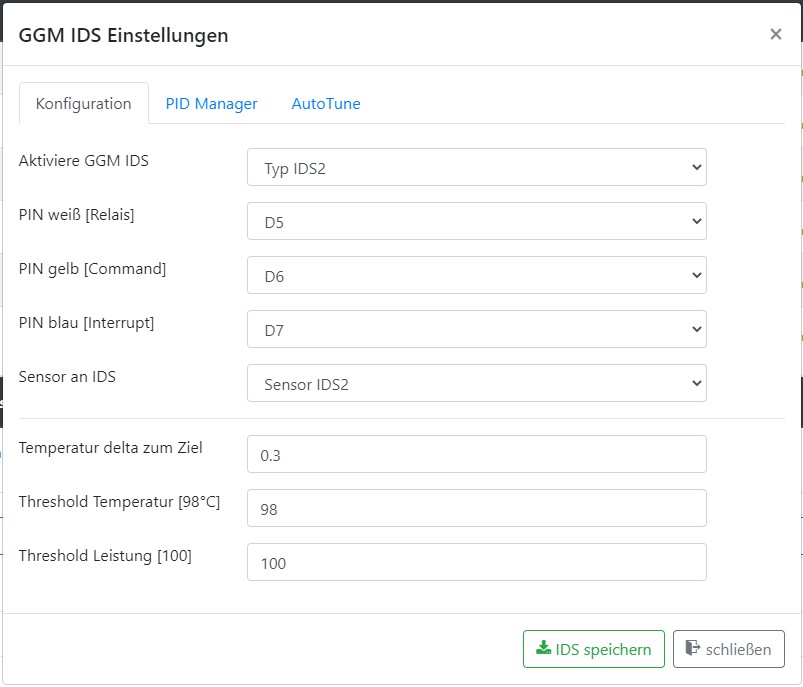 GGM IDS Einstellungen
×
Konfiguration PID Manager AutoTune
Aktiviere GGM IDS Typ IDS2
PIN weiß [Relais] D5
PIN gelb [Command] D6
PIN blau [Interrupt] D7
Sensor an IDS Sensor IDS2
Temperatur delta zum Ziel 0.3
Threshold Temperatur [98°C] 98
Threshold Leistung [100] 100
IDS speichern schließen